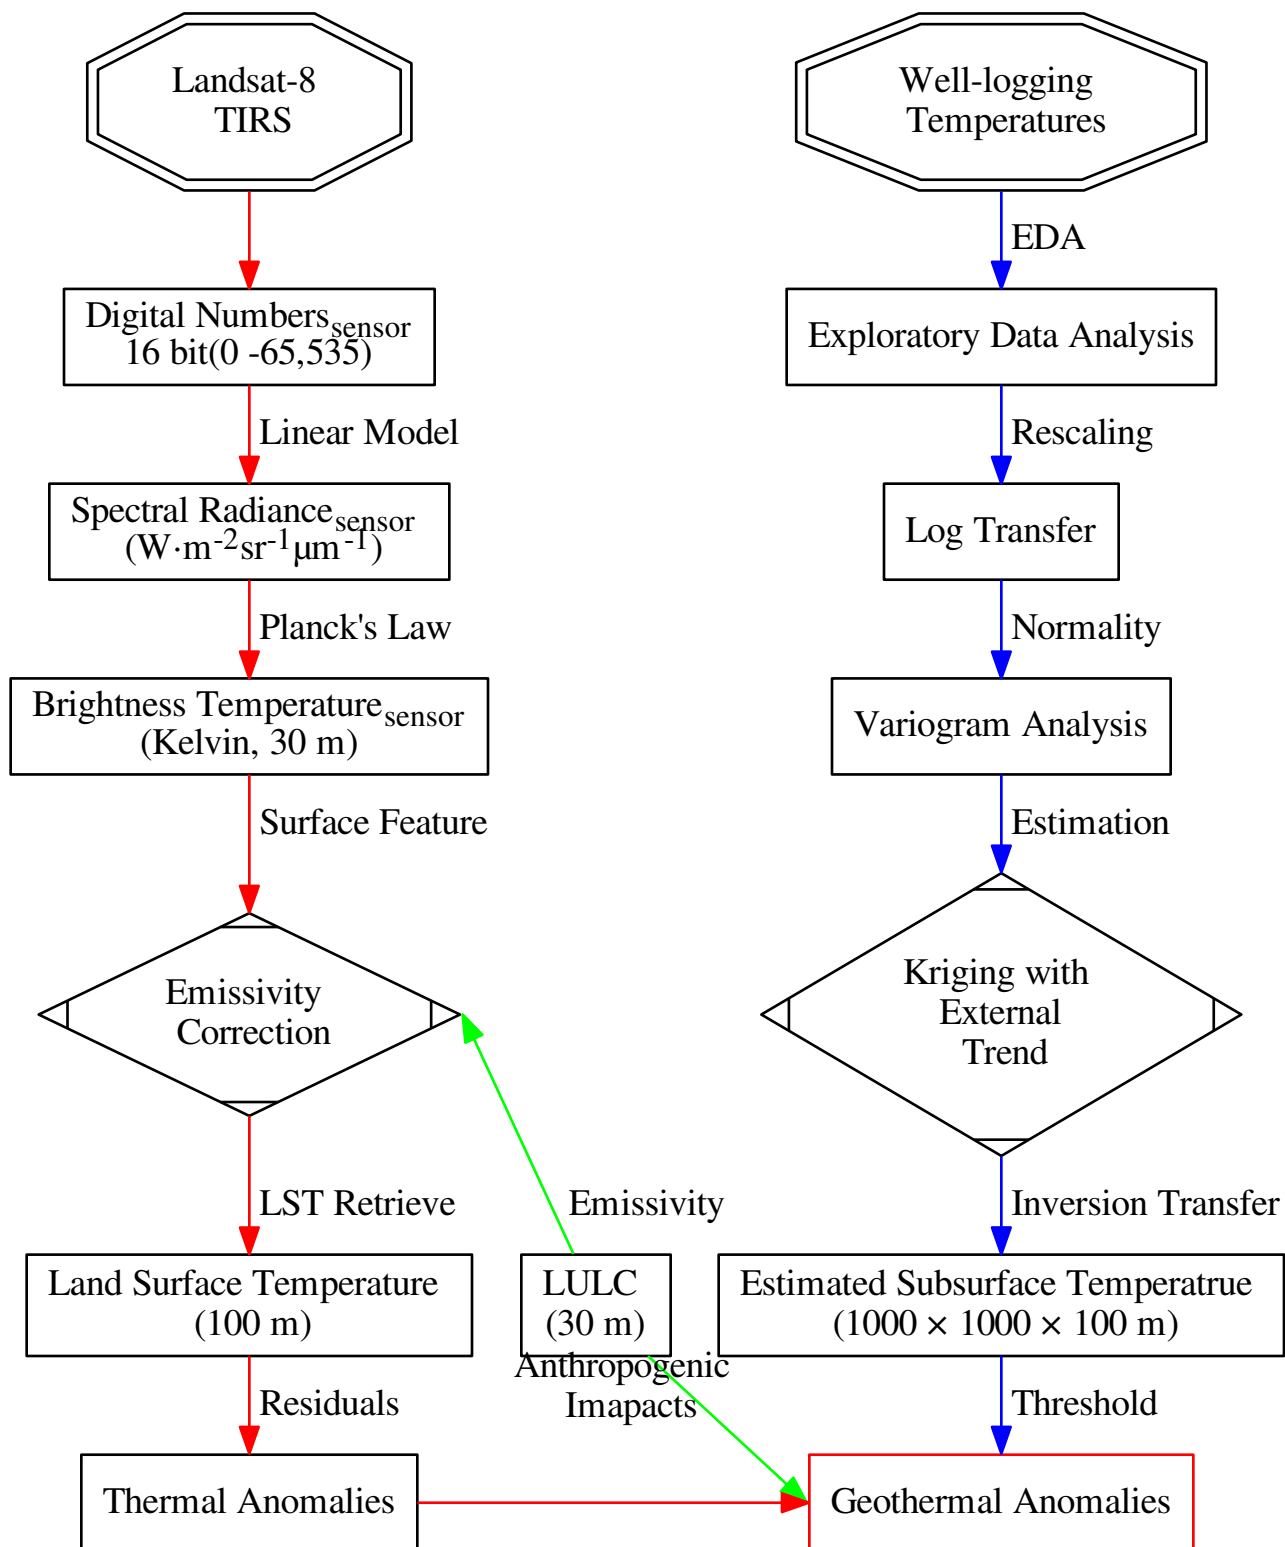 Landsat-8
TIRS
Digital Numbers_sensor
16 bit(0 -65,535)
Linear Model
Spectral Radiance_sensor
(W·m⁻²sr⁻¹µm⁻¹)
Planck's Law
Brightness Temperature_sensor
(Kelvin, 30 m)
Surface Feature
Emissivity
Correction
LST Retrieve
Land Surface Temperature
(100 m)
Residuals
Thermal Anomalies
Emissivity
LULC
(30 m)
Anthropogenic
Imapacts
Well-logging
Temperatures
EDA
Exploratory Data Analysis
Rescaling
Log Transfer
Normality
Variogram Analysis
Estimation
Kriging with
External
Trend
Inversion Transfer
Estimated Subsurface Temperatrue
(1000 × 1000 × 100 m)
Threshold
Geothermal Anomalies